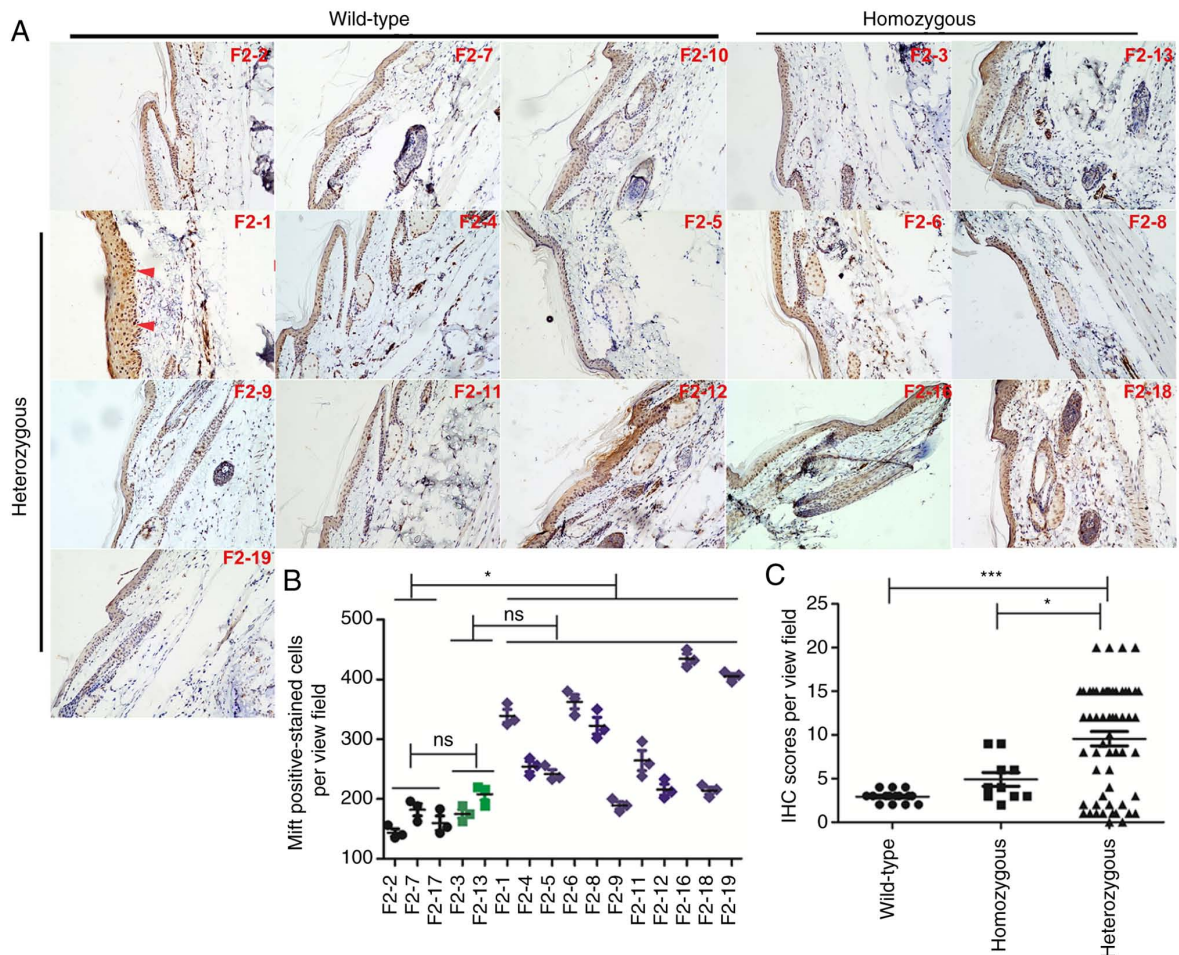 A
Wild-type
Homozygous
F2-2
F2-7
F2-10
F2-3
F2-13
F2-1
F2-4
F2-5
F2-6
F2-8
Heterozygous
F2-9
F2-11
F2-12
F2-16
F2-18
F2-19
B
*
ns
ns
Mift positive-stained cells
per view field
500
400
300
200
100
F2-2
F2-7
F2-17
F2-3
F2-13
F2-1
F2-4
F2-5
F2-6
F2-8
F2-9
F2-11
F2-12
F2-16
F2-18
F2-19
C
***
*
IHC scores per view field
25
20
15
10
5
0
Wild-type
Homozygous
Heterozygous